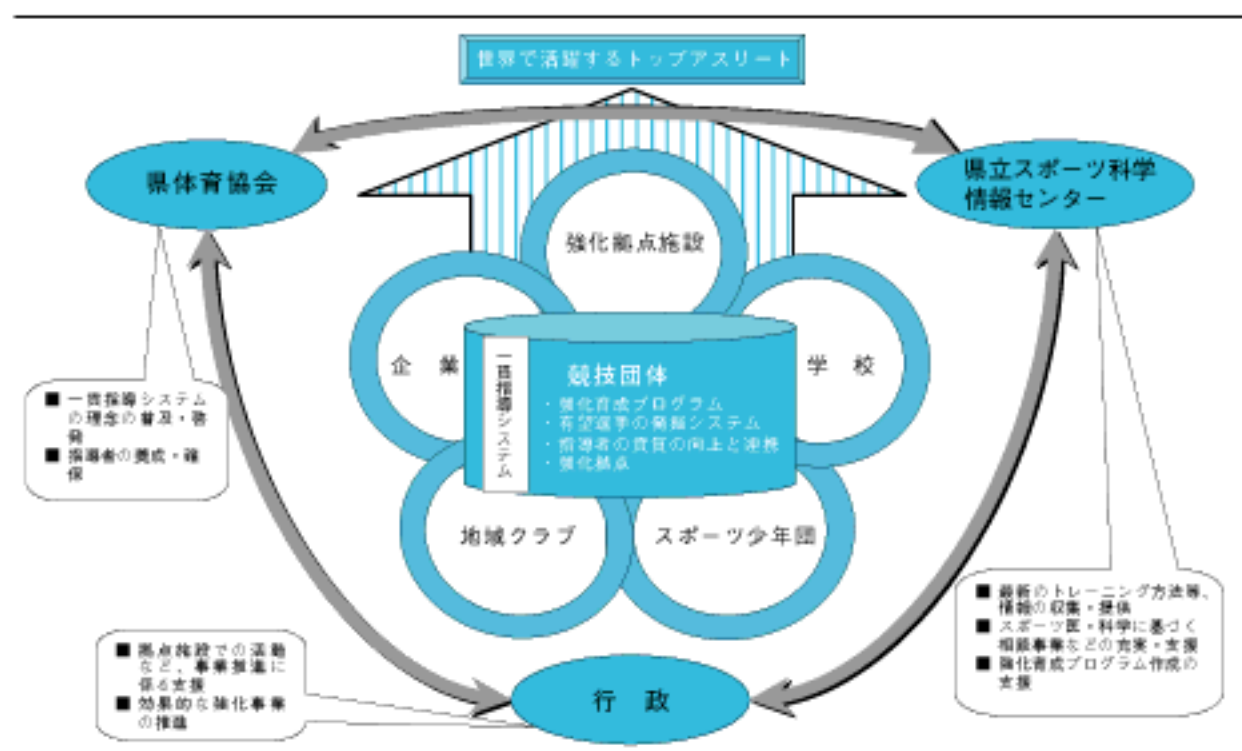 世界で活躍するトップアスリート
県体育協会
県立スポーツ科学
情報センター
強化拠点施設
企　業
学　校
一貫指導システム
競技団体
・強化育成プログラム
・有望選手の発掘システム
・指導者の資質の向上と連携
・強化拠点
■ 一貫指導システム
の理念の普及・啓
発
■ 指導者の養成・確
保
地域クラブ
スポーツ少年団
■ 最新のトレーニング方法等、
情報の収集・提供
■ スポーツ医・科学に基づく
相談事業などの充実・支援
■ 強化育成プログラム作成の
支援
■ 拠点施設での活動
など、事業推進に
係る支援
■ 効果的な強化事業
の推進
行　政